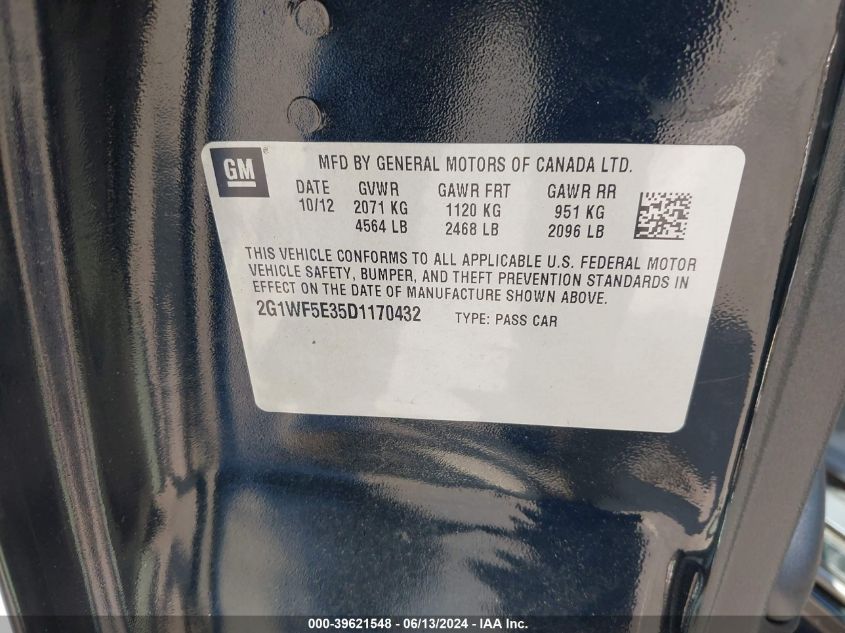 GM
MFD BY GENERAL MOTORS OF CANADA LTD.
DATE GVWR GAWR FRT GAWR RR
10/12 2071 KG 1120 KG 951 KG
4564 LB 2468 LB 2096 LB
THIS VEHICLE CONFORMS TO ALL APPLICABLE U.S. FEDERAL MOTOR
VEHICLE SAFETY, BUMPER, AND THEFT PREVENTION STANDARDS IN
EFFECT ON THE DATE OF MANUFACTURE SHOWN ABOVE.
2G1WF5E35D1170432 TYPE: PASS CAR
000-39621548 - 06/13/2024 - IAA Inc.